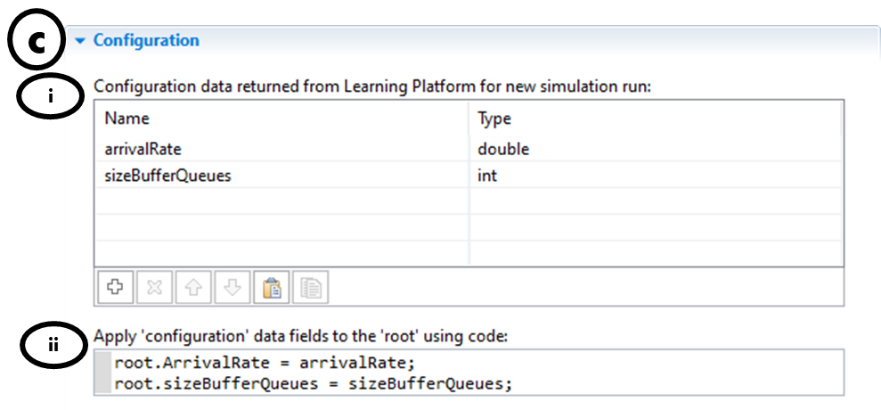 C
Configuration
i
Configuration data returned from Learning Platform for new simulation run:
Name Type
arrivalRate double
sizeBufferQueues int
ii
Apply 'configuration' data fields to the 'root' using code:
root.ArrivalRate = arrivalRate;
root.sizeBufferQueues = sizeBufferQueues;